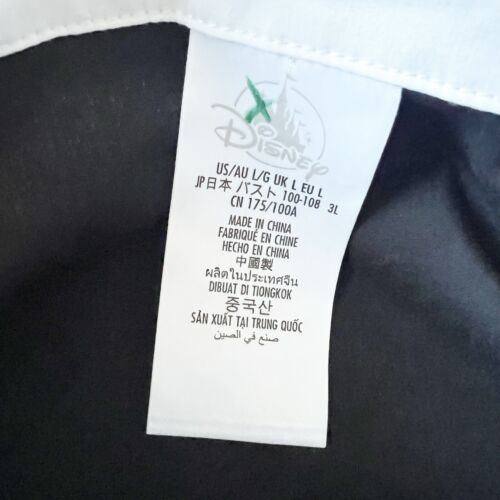 DISNEY
US/AU L/G UK L EU L
JP日本 バスト 100-108 3L
CN 175/100A
MADE IN CHINA
FABRIQUÉ EN CHINE
HECHO EN CHINA
中國製
ผลิตในประเทศจีน
DIBUAT DI TIONGKOK
중국산
SẢN XUẤT TẠI TRUNG QUỐC
صنع في الصين